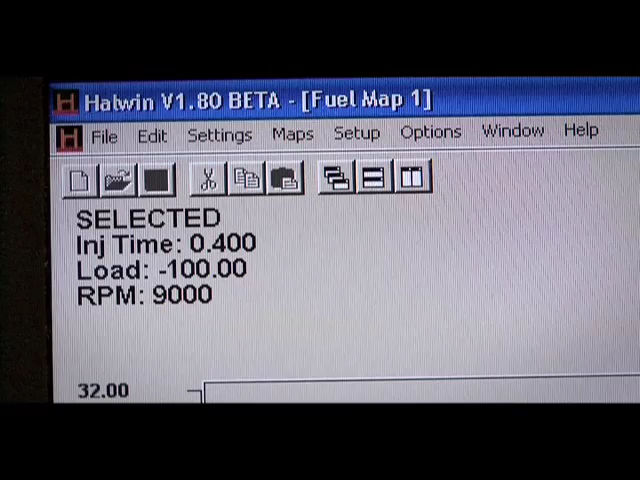 Halwin V1.80 BETA - [Fuel Map 1]
File Edit Settings Maps Setup Options Window Help
SELECTED
Inj Time: 0.400
Load: -100.00
RPM: 9000
32.00